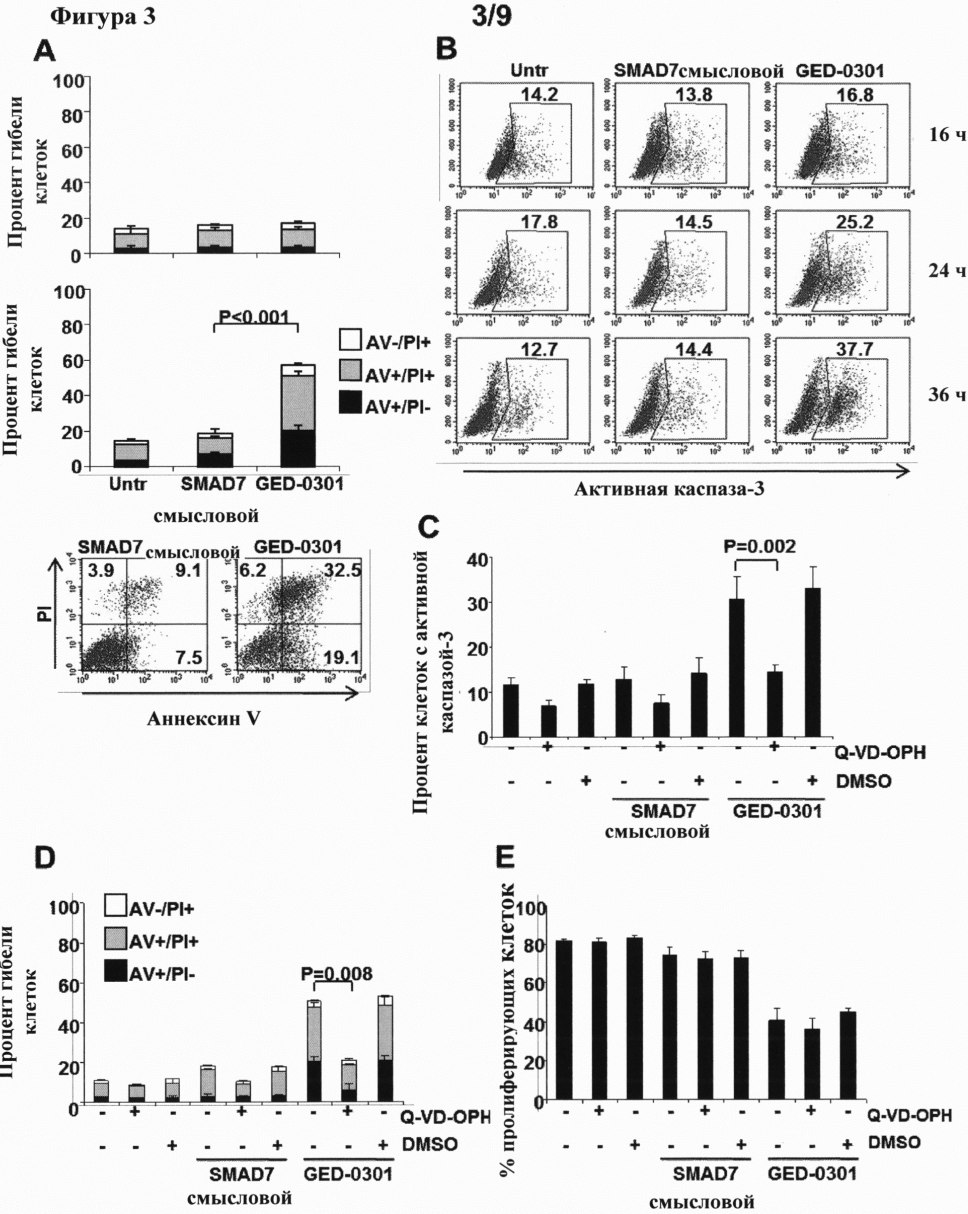 Фигура 3
3/9
A
Процент гибели
клеток
100
80
60
40
20
0
Процент гибели
клеток
100
80
60
40
20
0
P<0.001
AV-/PI+
AV+/PI+
AV+/PI-
Untr SMAD7 GED-0301
смысловой
SMAD7 смысловой GED-0301
3.9 9.1 6.2 32.5
7.5 19.1
PI
Аннексин V
B
Untr SMAD7смысловой GED-0301
14.2 13.8 16.8
16 ч
17.8 14.5 25.2
24 ч
12.7 14.4 37.7
36 ч
Активная каспаза-3
C
Процент клеток с активной
каспазой-3
40
30
20
10
0
P=0.002
- + - - + - - + - Q-VD-OPH
- - + - - + - - + DMSO
SMAD7 GED-0301
смысловой
D
Процент гибели
клеток
100
80
60
40
20
0
AV-/PI+
AV+/PI+
AV+/PI-
P=0.008
- + - - + - - + - Q-VD-OPH
- - + - - + - - + DMSO
SMAD7 GED-0301
смысловой
E
% пролиферирующих клеток
100
80
60
40
20
0
- + - - + - - + - Q-VD-OPH
- - + - - + - - + DMSO
SMAD7 GED-0301
смысловой